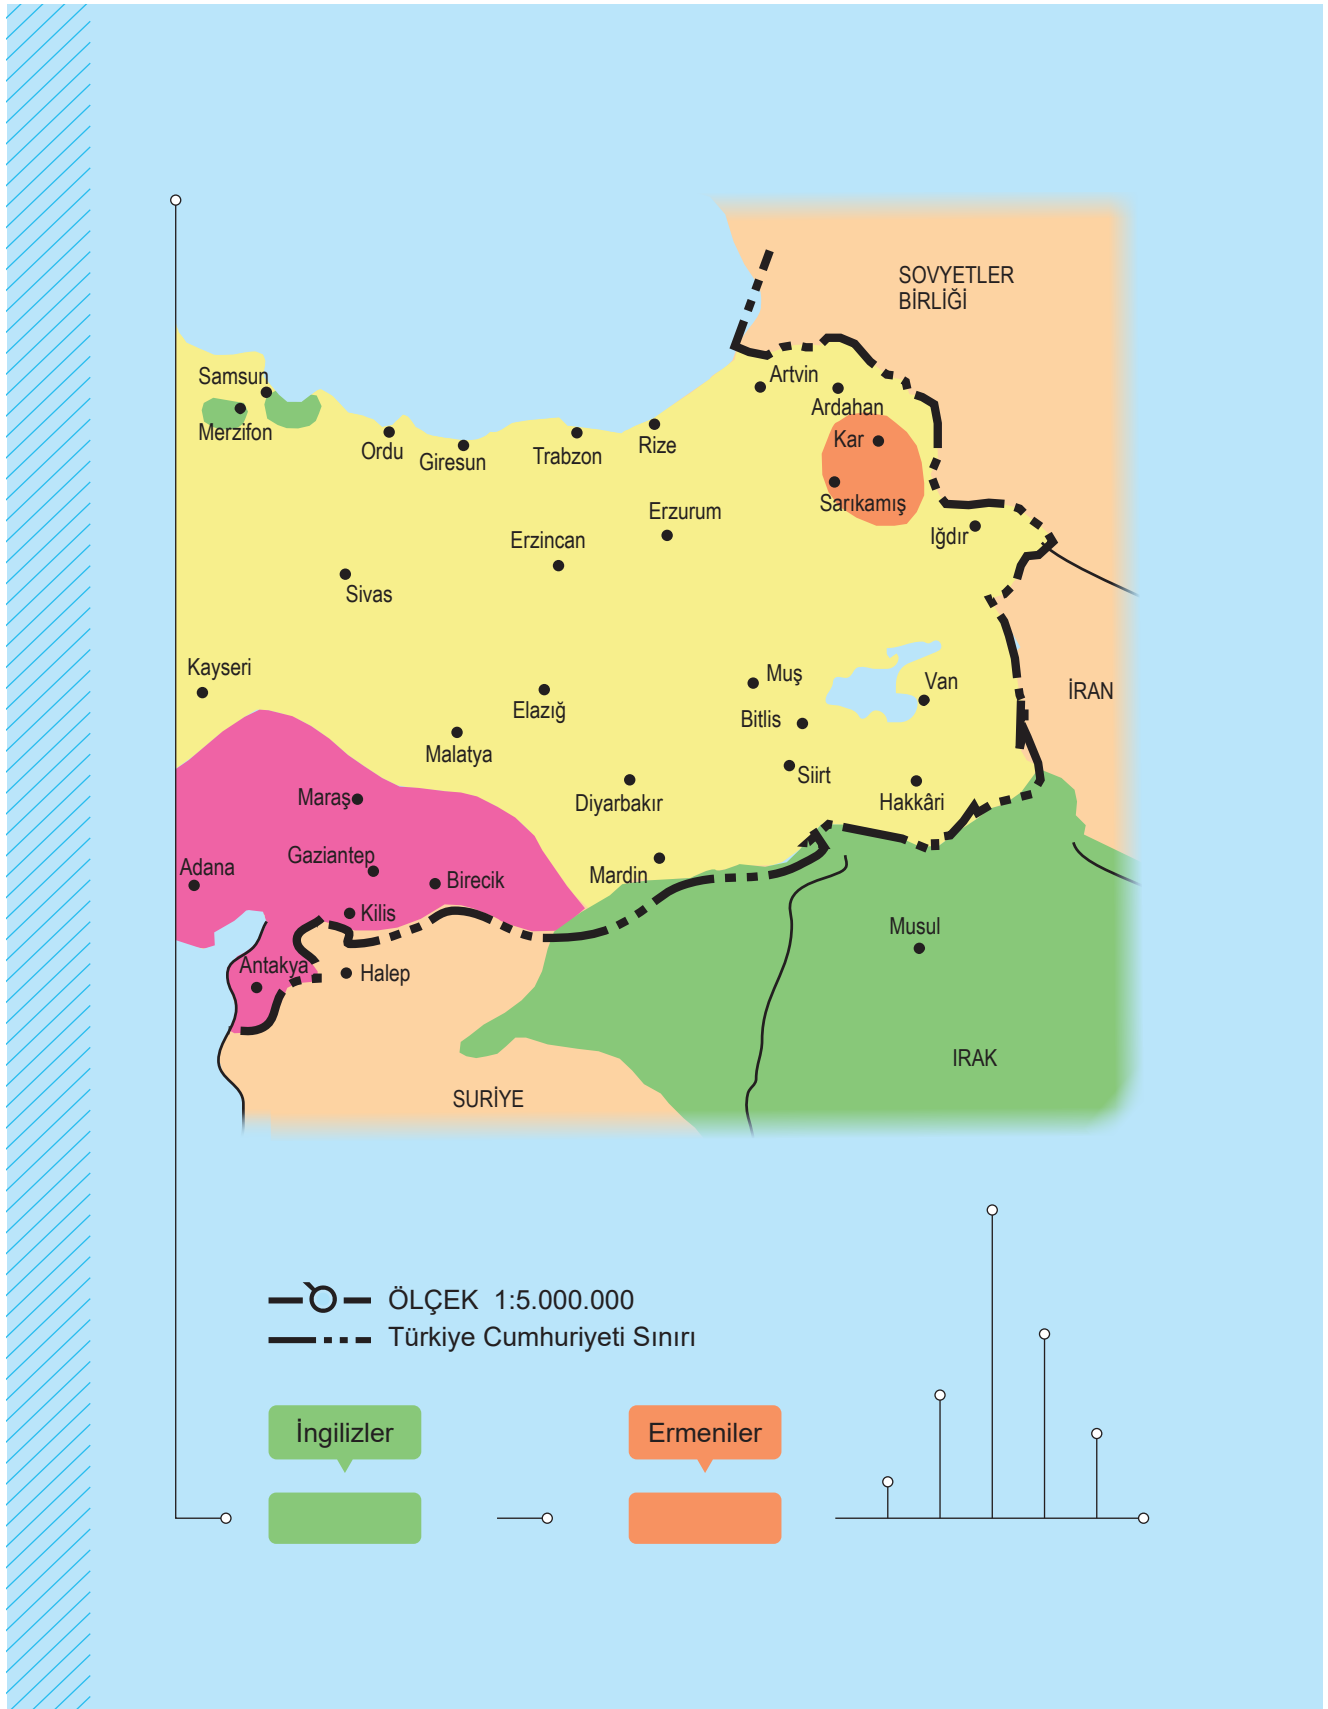 SOVYETLER
BİRLİĞİ
Samsun
Artvin
Ardahan
Merzifon
Ordu
Giresun
Trabzon
Rize
Kar
Sarıkamış
Erzurum
Iğdır
Erzincan
Sivas
Kayseri
Muş
Van
İRAN
Elazığ
Bitlis
Malatya
Siirt
Maraş
Diyarbakır
Hakkâri
Gaziantep
Adana
Birecik
Mardin
Kilis
Musul
Antakya
Halep
IRAK
SURİYE
ÖLÇEK 1:5.000.000
Türkiye Cumhuriyeti Sınırı
İngilizler
Ermeniler